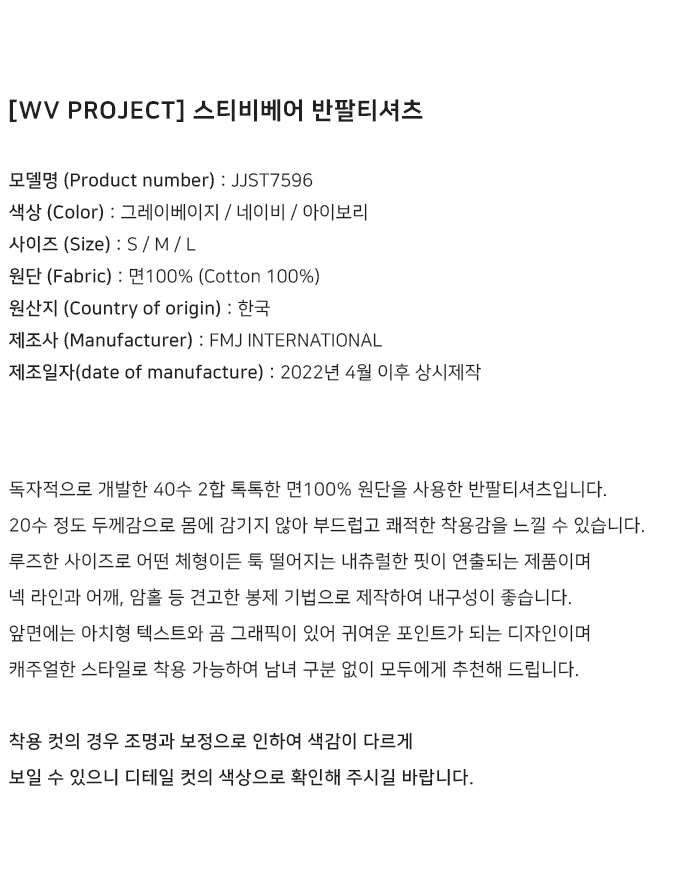 [WV PROJECT] 스티비베어 반팔티셔츠
모델명 (Product number) : JJST7596
색상 (Color) : 그레이베이지 / 네이비 / 아이보리
사이즈 (Size) : S / M / L
원단 (Fabric) : 면100% (Cotton 100%)
원산지 (Country of origin) : 한국
제조사 (Manufacturer) : FMJ INTERNATIONAL
제조일자(date of manufacture) : 2022년 4월 이후 상시제작
독자적으로 개발한 40수 2합 톡톡한 면100% 원단을 사용한 반팔티셔츠입니다.
20수 정도 두께감으로 몸에 감기지 않아 부드럽고 쾌적한 착용감을 느낄 수 있습니다.
루즈한 사이즈로 어떤 체형이든 툭 떨어지는 내츄럴한 핏이 연출되는 제품이며
넥 라인과 어깨, 암홀 등 견고한 봉제 기법으로 제작하여 내구성이 좋습니다.
앞면에는 아치형 텍스트와 곰 그래픽이 있어 귀여운 포인트가 되는 디자인이며
캐주얼한 스타일로 착용 가능하여 남녀 구분 없이 모두에게 추천해 드립니다.
착용 컷의 경우 조명과 보정으로 인하여 색감이 다르게
보일 수 있으니 디테일 컷의 색상으로 확인해 주시길 바랍니다.